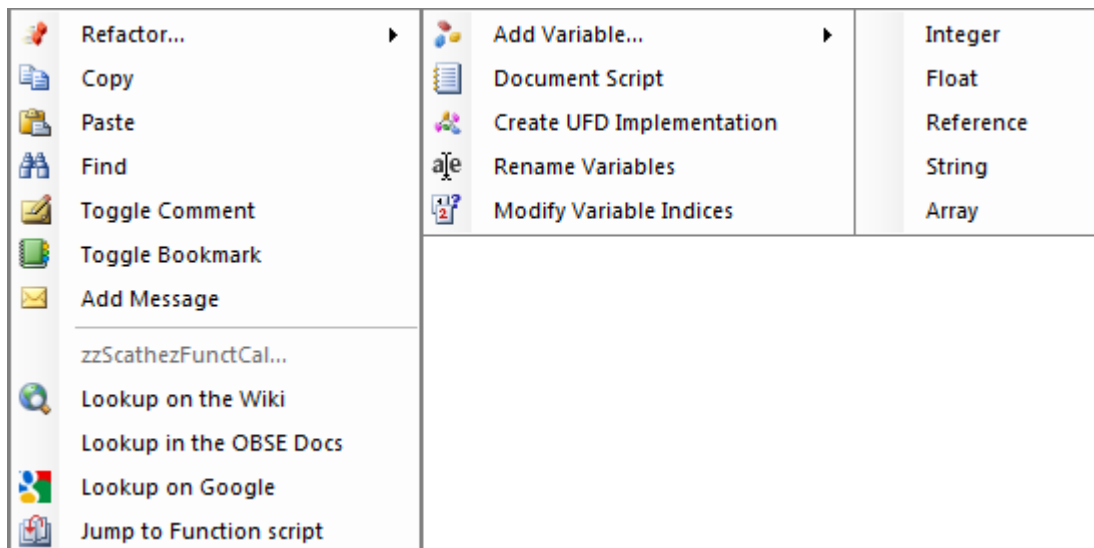 Refactor...
Copy
Paste
Find
Toggle Comment
Toggle Bookmark
Add Message
zzScathezFunctCal...
Lookup on the Wiki
Lookup in the OBSE Docs
Lookup on Google
Jump to Function script
Add Variable...
Document Script
Create UFD Implementation
Rename Variables
Modify Variable Indices
Integer
Float
Reference
String
Array